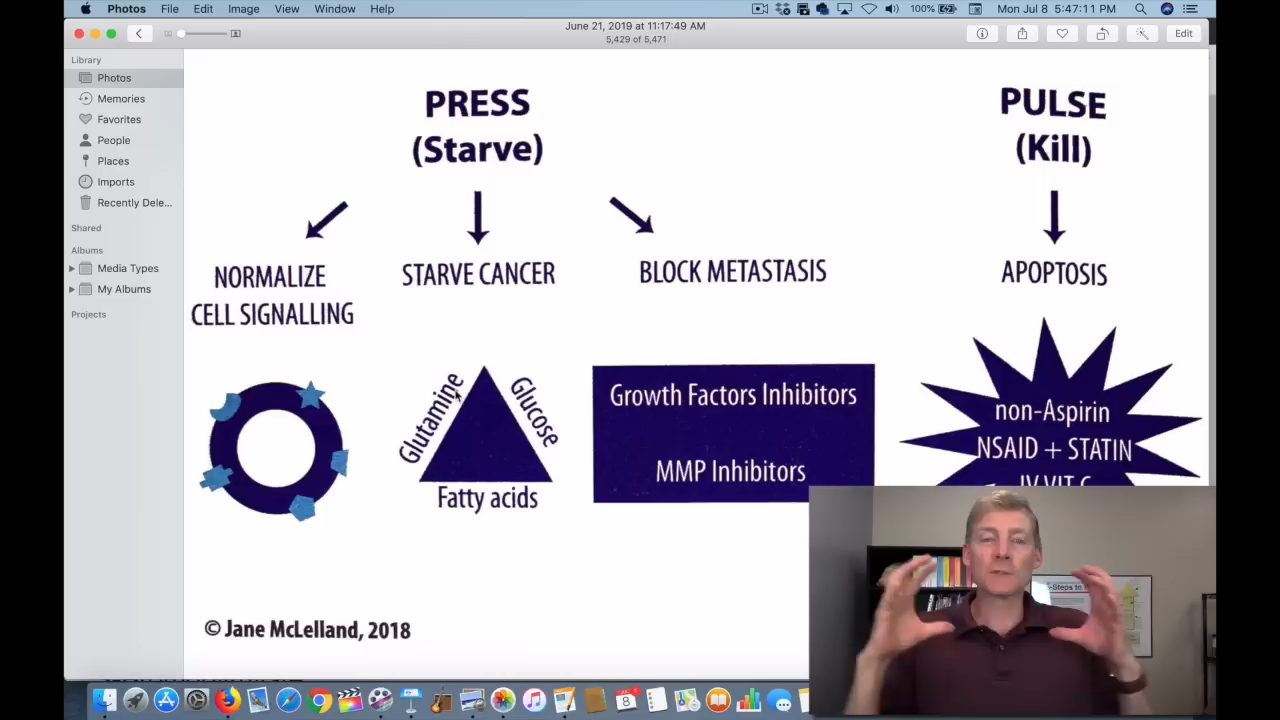 Photos File Edit Image View Window Help
100% Mon Jul 8 5:47:11 PM
June 21, 2019 at 11:17:49 AM
5,429 of 5,471
Edit
Library
Photos
Memories
Favorites
People
Places
Imports
Recently Dele...
Shared
Albums
Media Types
My Albums
Projects
PRESS
(Starve)
PULSE
(Kill)
NORMALIZE
CELL SIGNALLING
STARVE CANCER
BLOCK METASTASIS
APOPTOSIS
Glutamine
Glucose
Fatty acids
Growth Factors Inhibitors
MMP Inhibitors
non-Aspirin
NSAID + STATIN
IV VIT C
© Jane McLelland, 2018
8